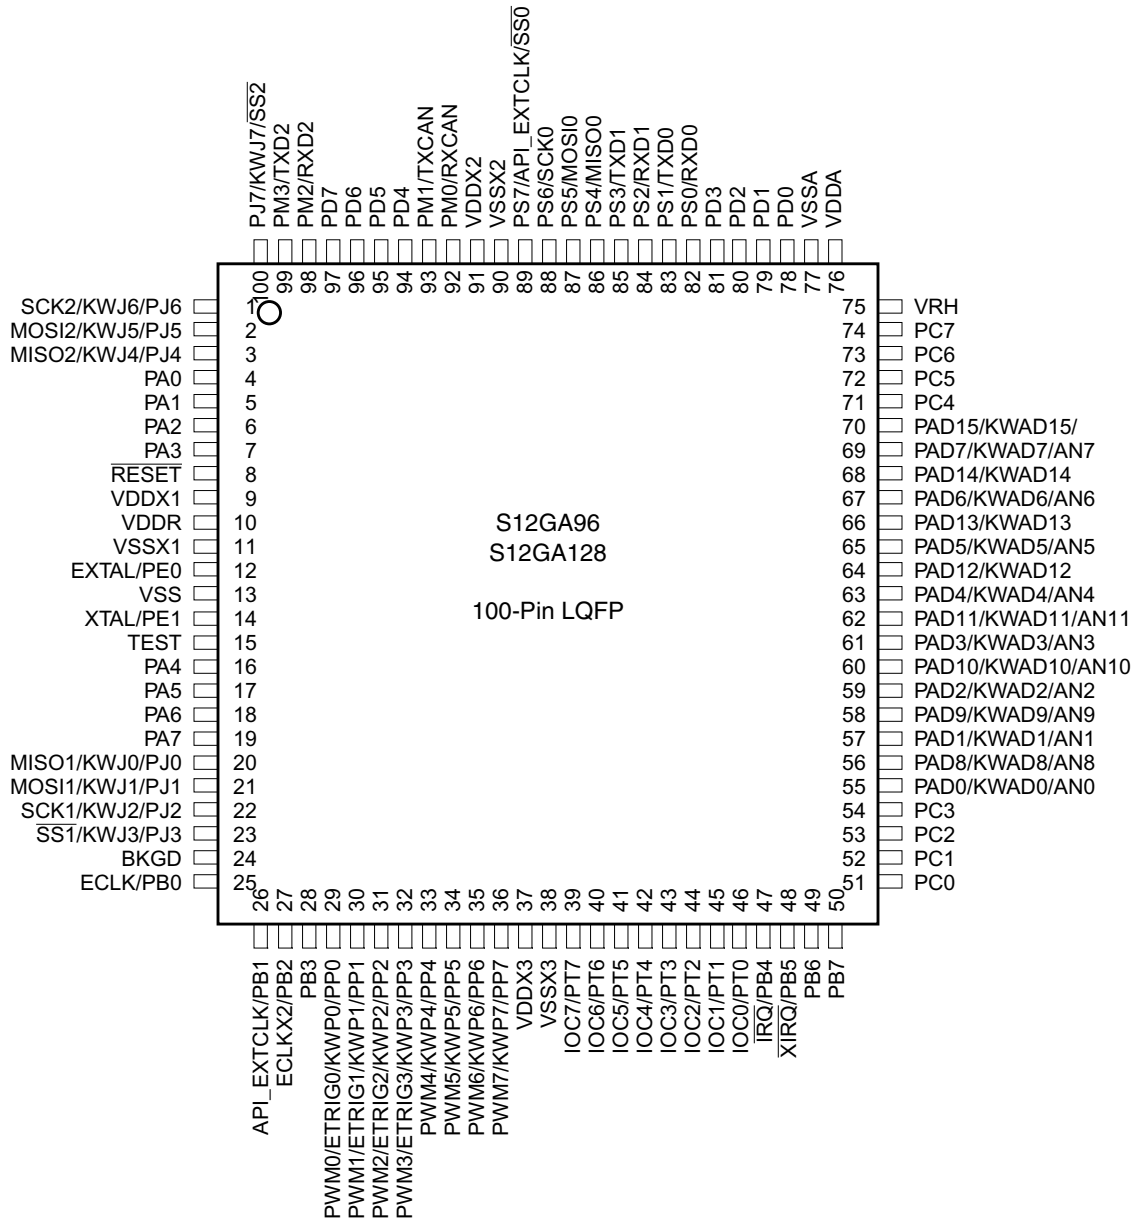 PJ7/KWJ7/SS2
PM3/TXD2
PM2/RXD2
PD7
PD6
PD5
PD4
PM1/TXCAN
PM0/RXCAN
VDDX2
VSSX2
PS7/API_EXTCLK/SS0
PS6/SCK0
PS5/MOSI0
PS4/MISO0
PS3/TXD1
PS2/RXD1
PS1/TXD0
PS0/RXD0
PD3
PD2
PD1
PD0
VSSA
VDDA
100
99
98
97
96
95
94
93
92
91
90
89
88
87
86
85
84
83
82
81
80
79
78
77
76
SCK2/KWJ6/PJ6 1
MOSI2/KWJ5/PJ5 2
MISO2/KWJ4/PJ4 3
PA0 4
PA1 5
PA2 6
PA3 7
RESET 8
VDDX1 9
VDDR 10
VSSX1 11
EXTAL/PE0 12
VSS 13
XTAL/PE1 14
TEST 15
PA4 16
PA5 17
PA6 18
PA7 19
MISO1/KWJ0/PJ0 20
MOSI1/KWJ1/PJ1 21
SCK1/KWJ2/PJ2 22
SS1/KWJ3/PJ3 23
BKGD 24
ECLK/PB0 25
S12GA96
S12GA128
100-Pin LQFP
75 VRH
74 PC7
73 PC6
72 PC5
71 PC4
70 PAD15/KWAD15/
69 PAD7/KWAD7/AN7
68 PAD14/KWAD14
67 PAD6/KWAD6/AN6
66 PAD13/KWAD13
65 PAD5/KWAD5/AN5
64 PAD12/KWAD12
63 PAD4/KWAD4/AN4
62 PAD11/KWAD11/AN11
61 PAD3/KWAD3/AN3
60 PAD10/KWAD10/AN10
59 PAD2/KWAD2/AN2
58 PAD9/KWAD9/AN9
57 PAD1/KWAD1/AN1
56 PAD8/KWAD8/AN8
55 PAD0/KWAD0/AN0
54 PC3
53 PC2
52 PC1
51 PC0
26
27
28
29
30
31
32
33
34
35
36
37
38
39
40
41
42
43
44
45
46
47
48
49
50
API_EXTCLK/PB1
ECLKX2/PB2
PB3
PWM0/ETRIG0/KWP0/PP0
PWM1/ETRIG1/KWP1/PP1
PWM2/ETRIG2/KWP2/PP2
PWM3/ETRIG3/KWP3/PP3
PWM4/KWP4/PP4
PWM5/KWP5/PP5
PWM6/KWP6/PP6
PWM7/KWP7/PP7
VDDX3
VSSX3
IOC7/PT7
IOC6/PT6
IOC5/PT5
IOC4/PT4
IOC3/PT3
IOC2/PT2
IOC1/PT1
IOC0/PT0
IRQ/PB4
XIRQ/PB5
PB6
PB7